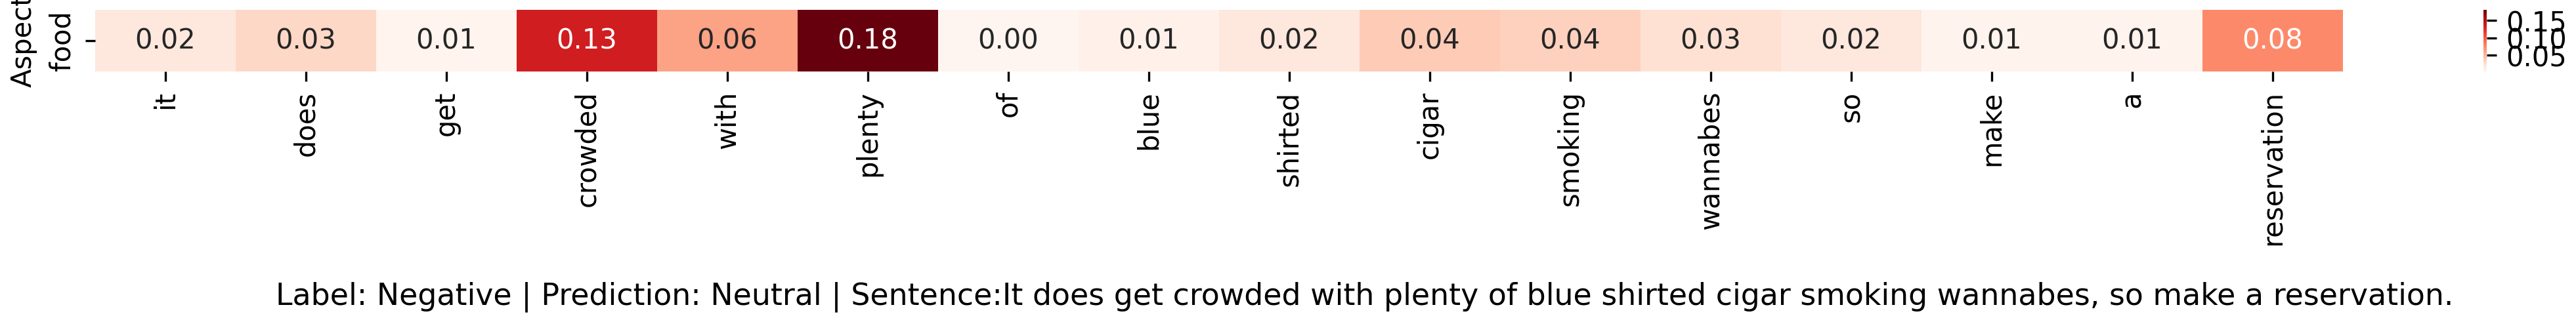 Aspect
food
0.02 0.03 0.01 0.13 0.06 0.18 0.00 0.01 0.02 0.04 0.04 0.03 0.02 0.01 0.01 0.08
0.15
0.10
0.05
it does get crowded with plenty of blue shirted cigar smoking wannabes so make a reservation
Label: Negative | Prediction: Neutral | Sentence:It does get crowded with plenty of blue shirted cigar smoking wannabes, so make a reservation.